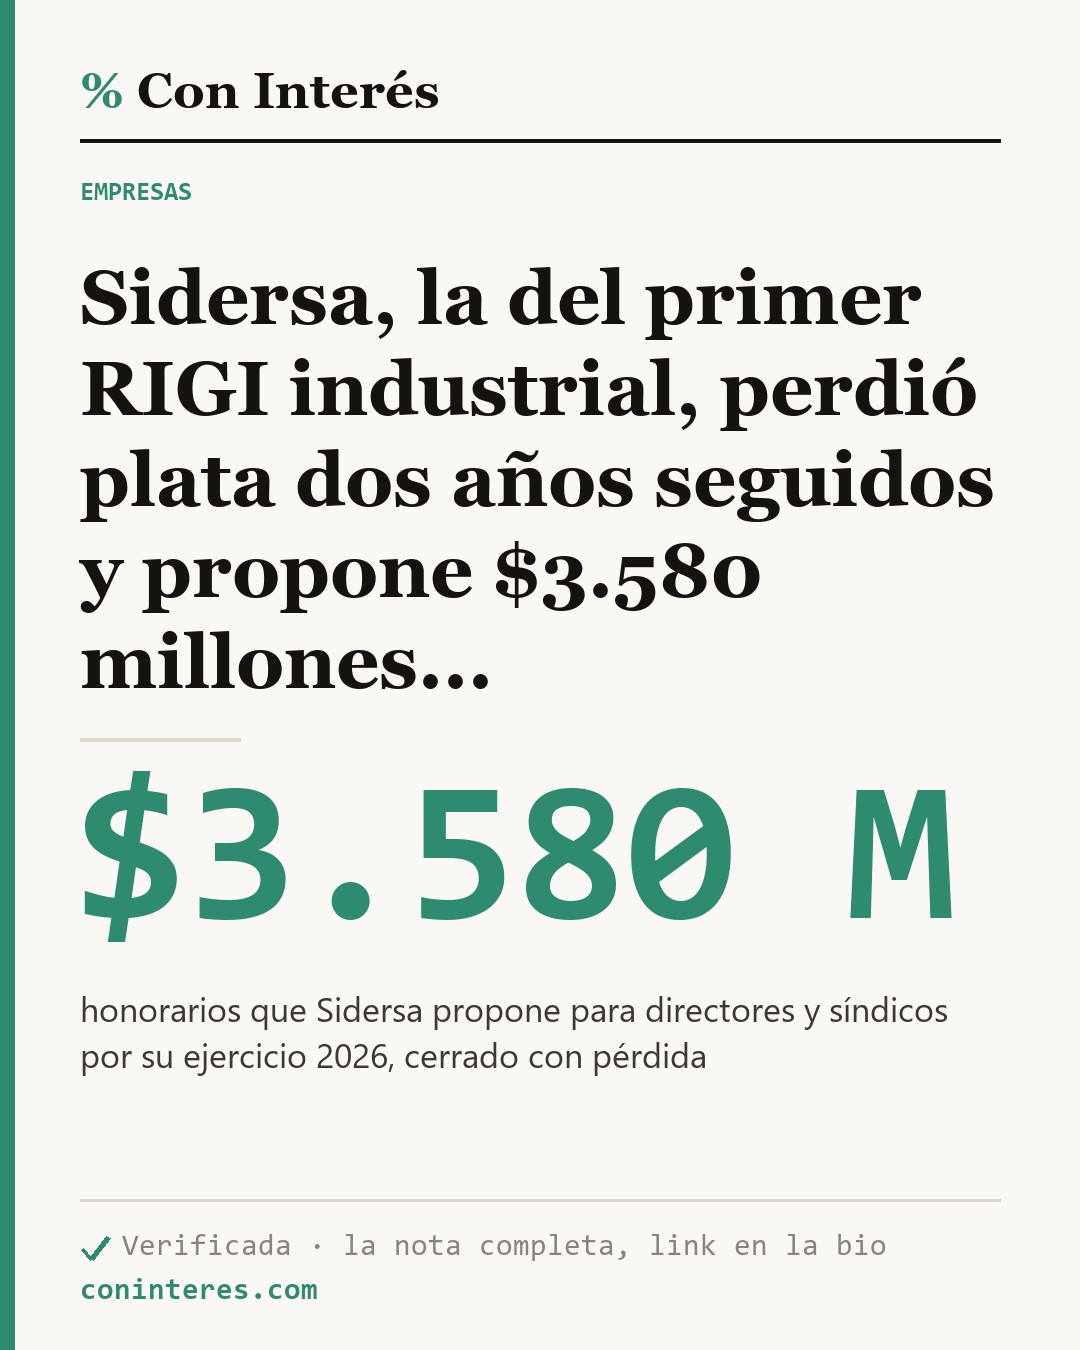 % Con Interés
EMPRESAS
Sidersa, la del primer
RIGI industrial, perdió
plata dos años seguidos
y propone $3.580
millones...
$3.580 M
honorarios que Sidersa propone para directores y síndicos
por su ejercicio 2026, cerrado con pérdida
✓ Verificada · la nota completa, link en la bio
coninteres.com